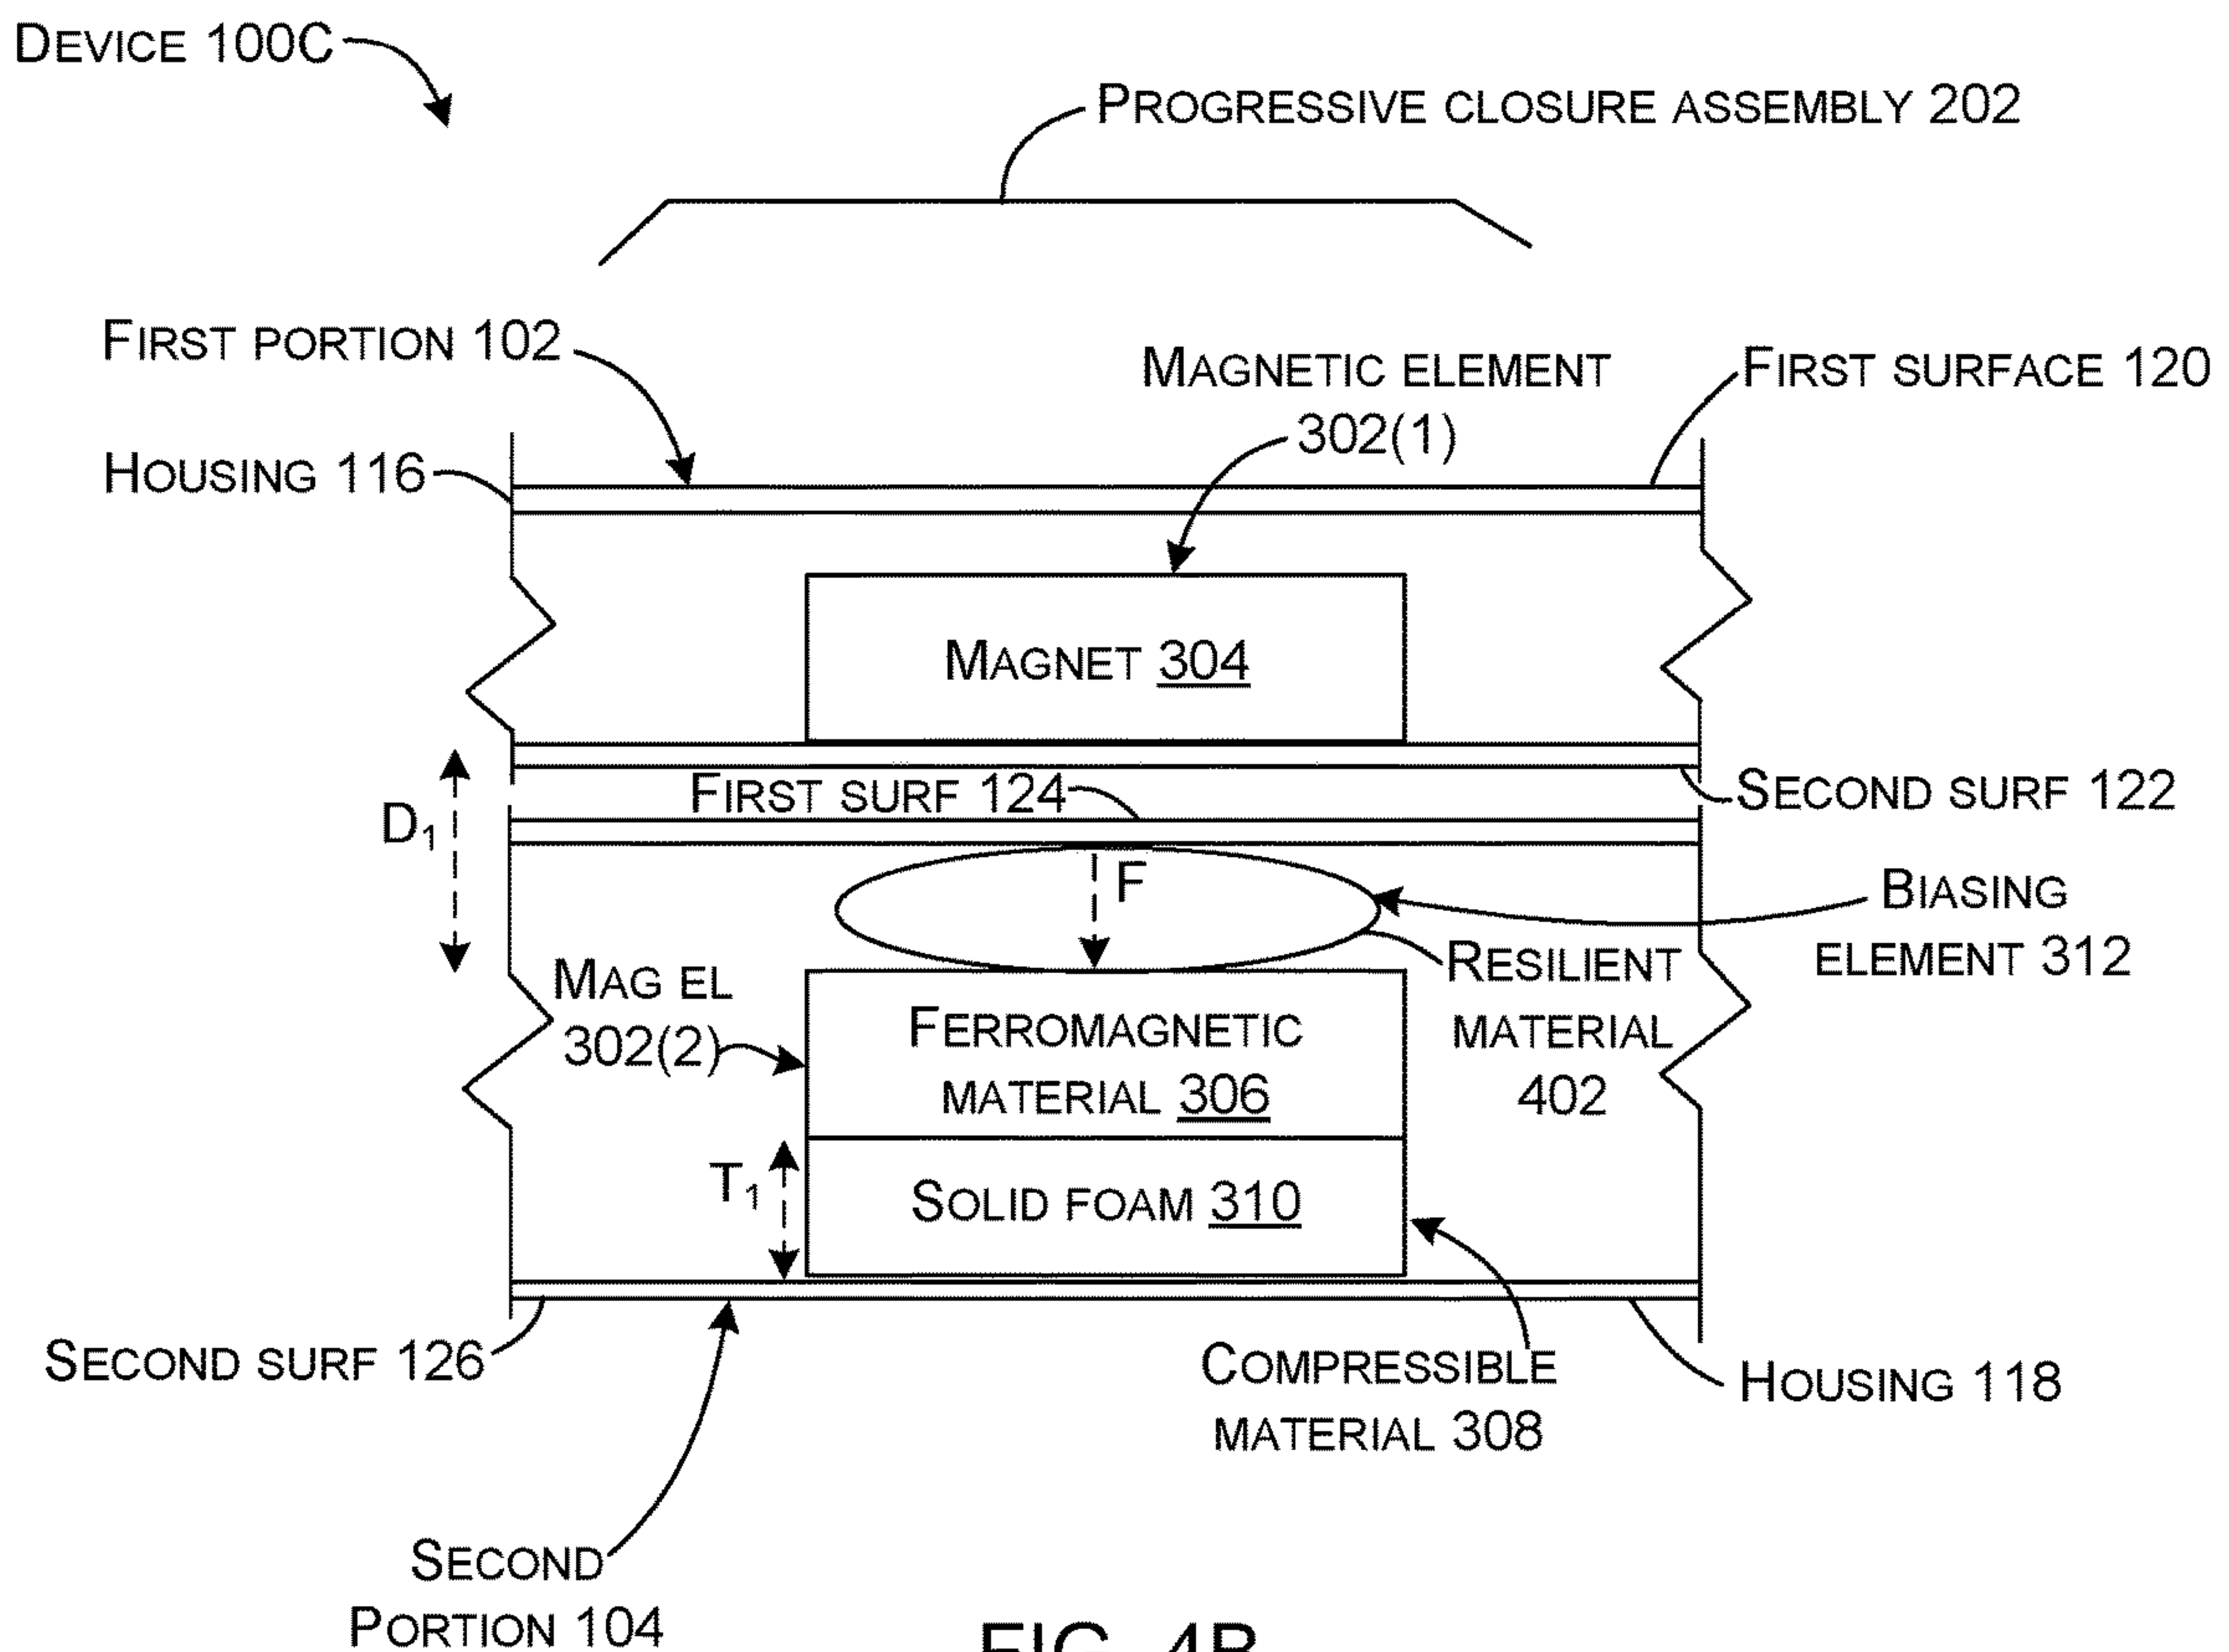 DEVICE 100C
PROGRESSIVE CLOSURE ASSEMBLY 202
FIRST PORTION 102
MAGNETIC ELEMENT
302(1)
FIRST SURFACE 120
HOUSING 116
MAGNET 304
FIRST SURF 124
SECOND SURF 122
D1
F
BIASING
ELEMENT 312
MAG EL
302(2)
RESILIENT
MATERIAL
402
FERROMAGNETIC
MATERIAL 306
T1
SOLID FOAM 310
SECOND SURF 126
COMPRESSIBLE
MATERIAL 308
HOUSING 118
SECOND
PORTION 104
FIG. 4B